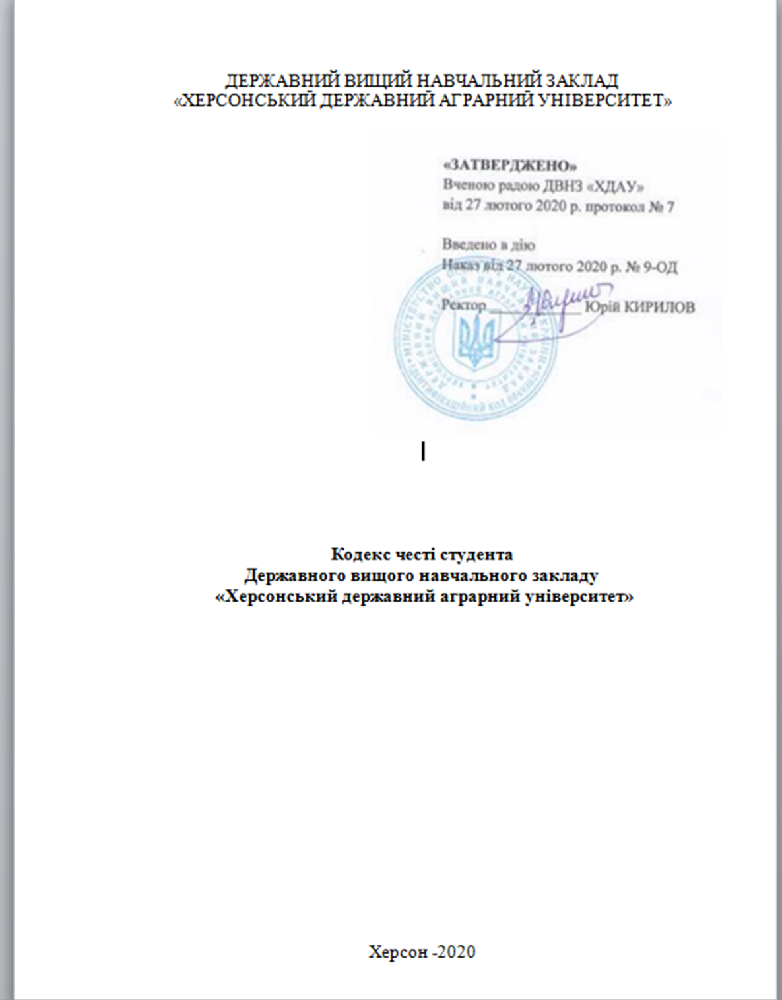 ДЕРЖАВНИЙ ВИЩИЙ НАВЧАЛЬНИЙ ЗАКЛАД
«ХЕРСОНСЬКИЙ ДЕРЖАВНИЙ АГРАРНИЙ УНІВЕРСИТЕТ»
«ЗАТВЕРДЖЕНО»
Вченою радою ДВНЗ «ХДАУ»
від 27 лютого 2020 р. протокол № 7
Введено в дію
Наказ від 27 лютого 2020 р. № 9-ОД
Ректор Юрій КИРИЛОВ
Кодекс честі студента
Державного вищого навчального закладу
«Херсонський державний аграрний університет»
Херсон -2020